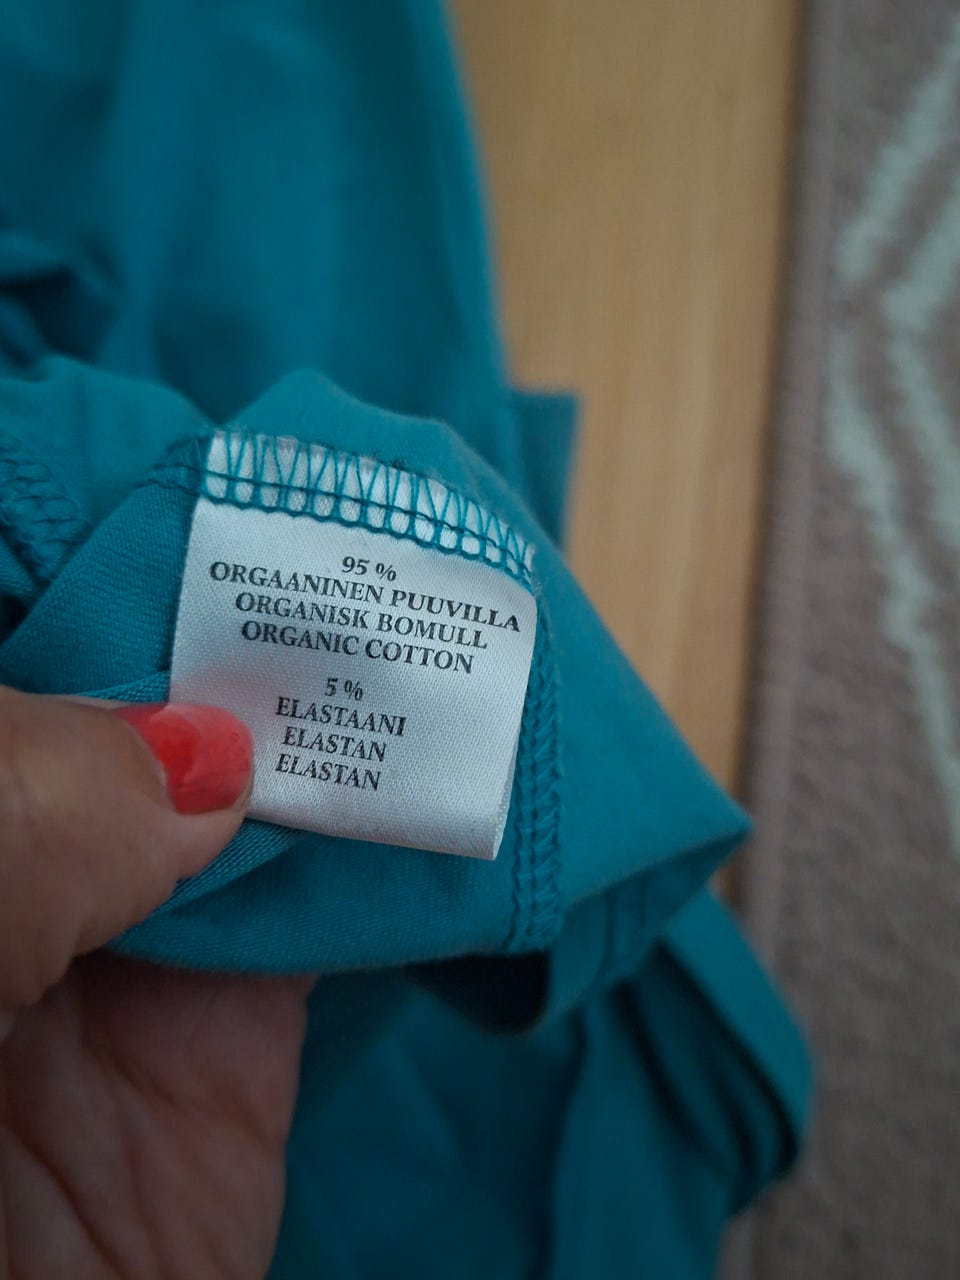 95 %
ORGAANINEN PUUVILLA
ORGANISK BOMULL
ORGANIC COTTON
5 %
ELASTAANI
ELASTAN
ELASTAN